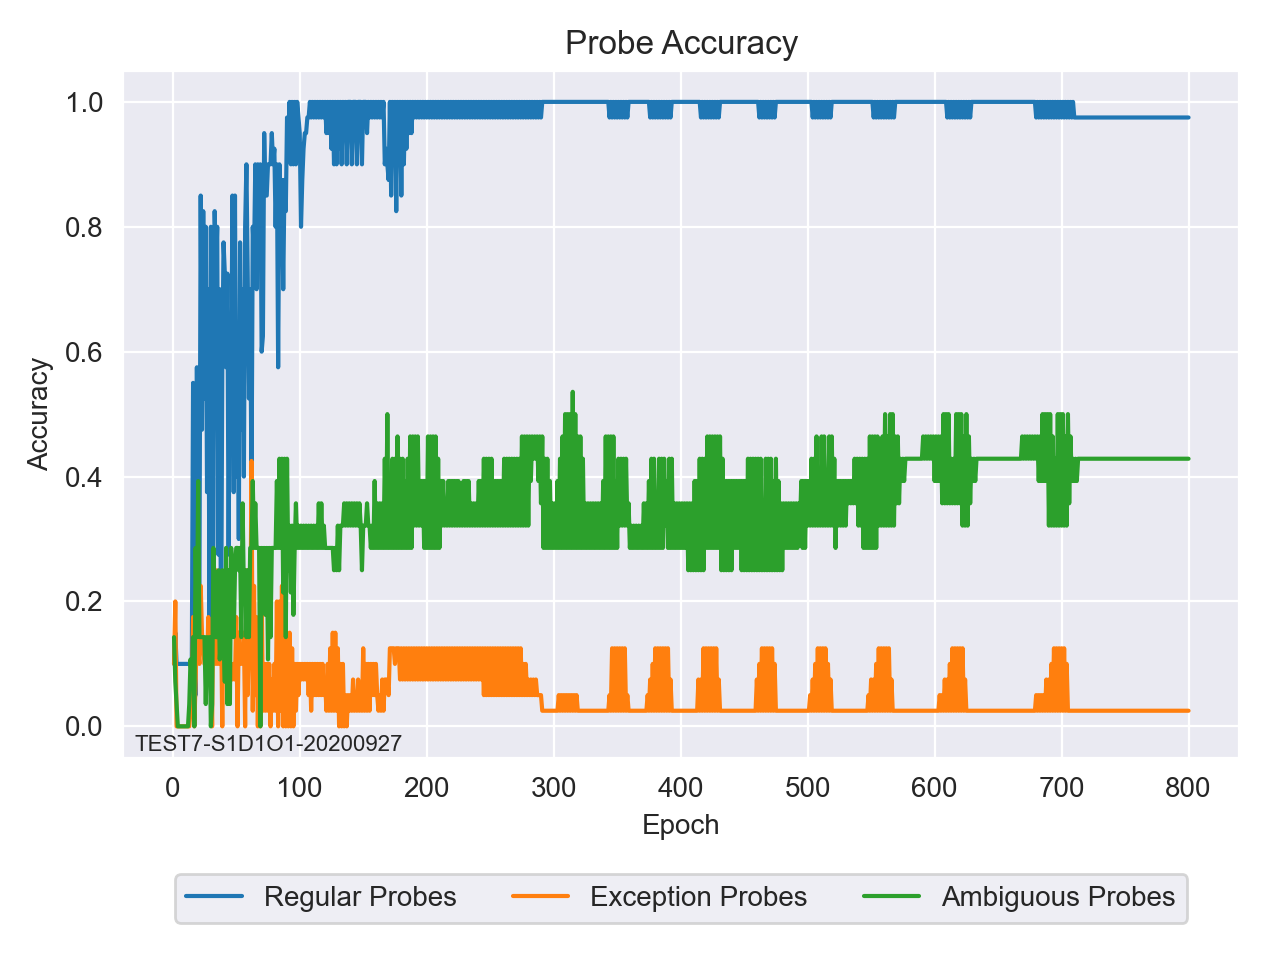 Probe Accuracy
Accuracy
1.0
0.8
0.6
0.4
0.2
0.0
TEST7-S1D1O1-20200927
0 100 200 300 400 500 600 700 800
Epoch
Regular Probes Exception Probes Ambiguous Probes